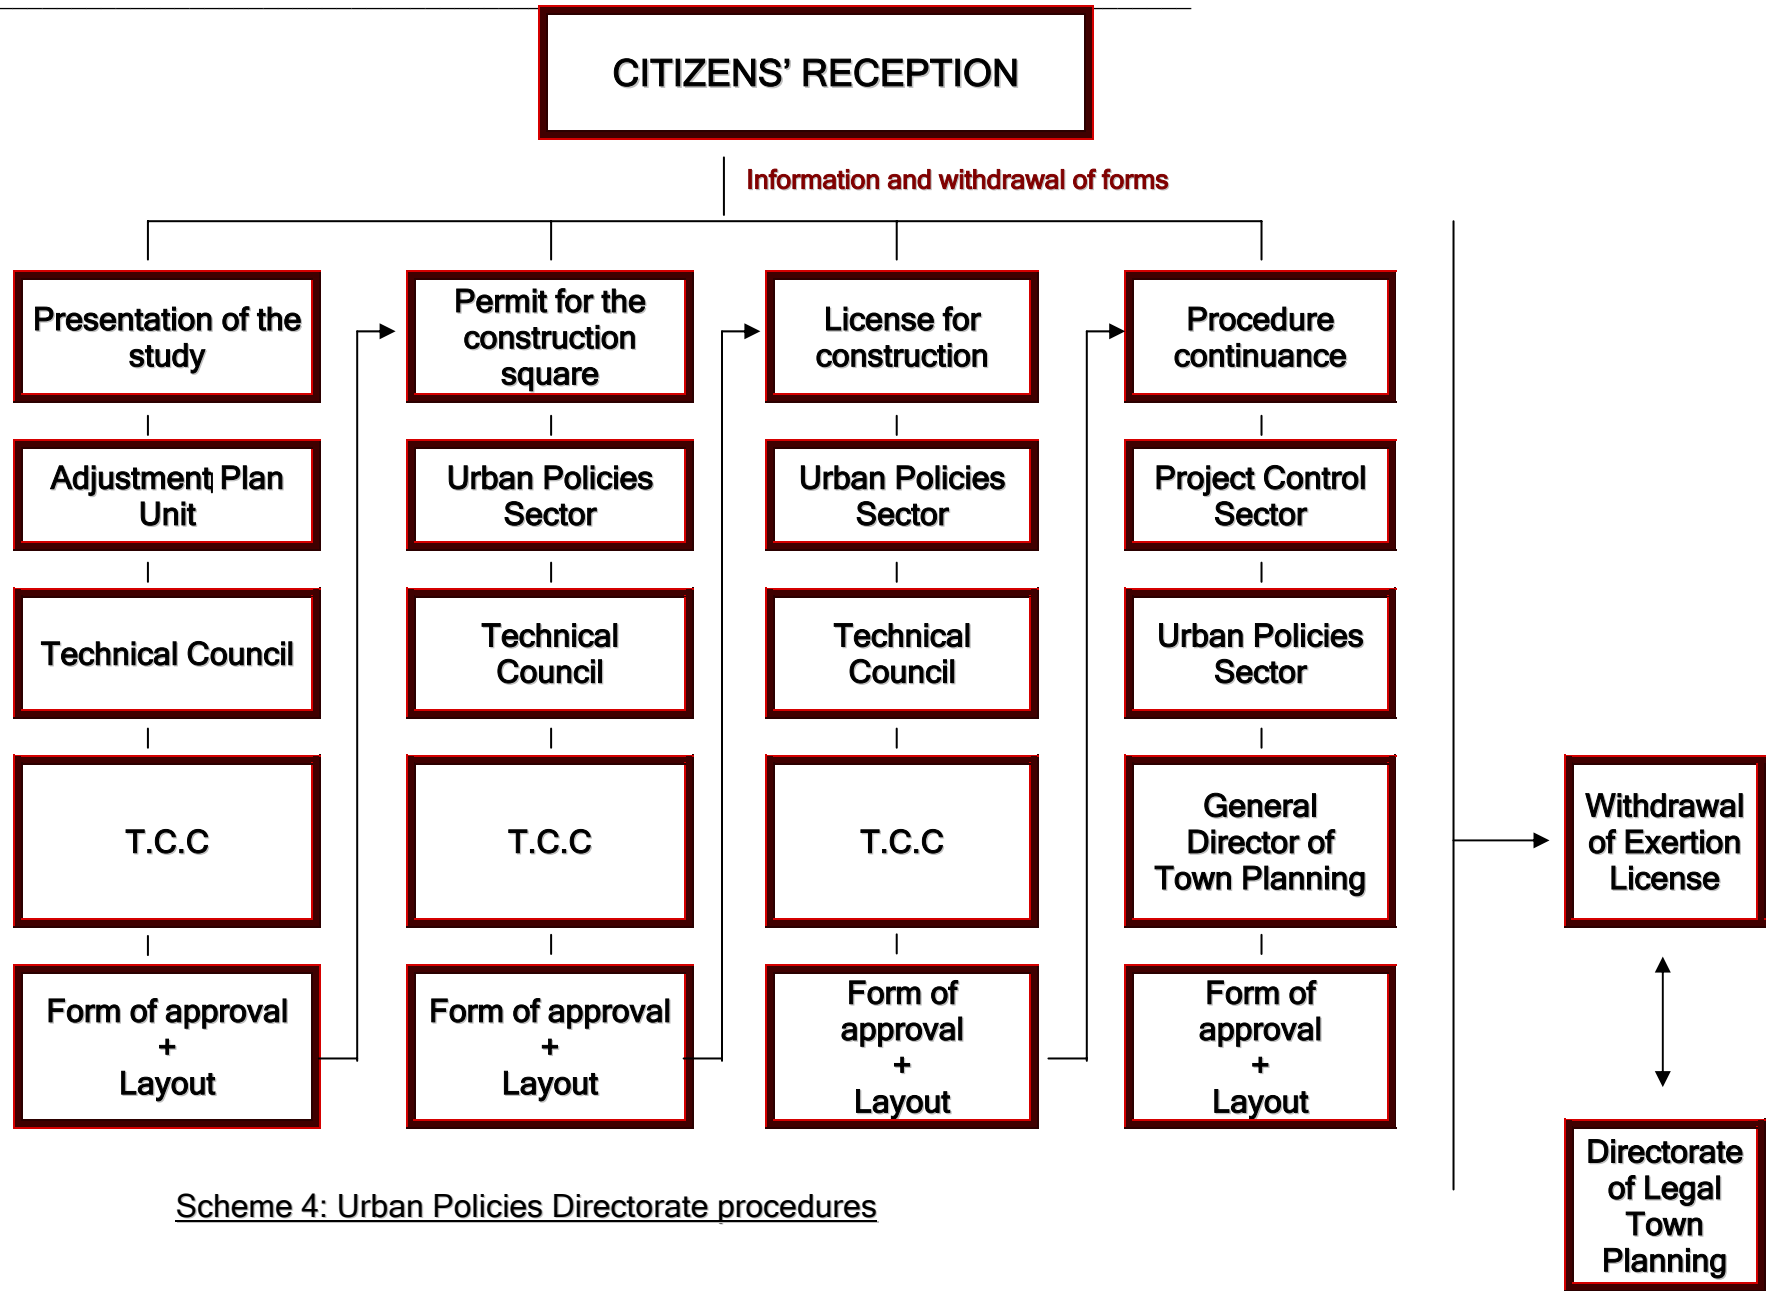 CITIZENS’ RECEPTION
Information and withdrawal of forms
Presentation of the
study
Permit for the
construction
square
License for
construction
Procedure
continuance
Adjustment Plan
Unit
Urban Policies
Sector
Urban Policies
Sector
Project Control
Sector
Technical Council
Technical
Council
Technical
Council
Urban Policies
Sector
T.C.C
T.C.C
T.C.C
General
Director of
Town Planning
Withdrawal
of Exertion
License
Form of approval
+
Layout
Form of approval
+
Layout
Form of
approval
+
Layout
Form of
approval
+
Layout
Directorate
of Legal
Town
Planning
Scheme 4: Urban Policies Directorate procedures